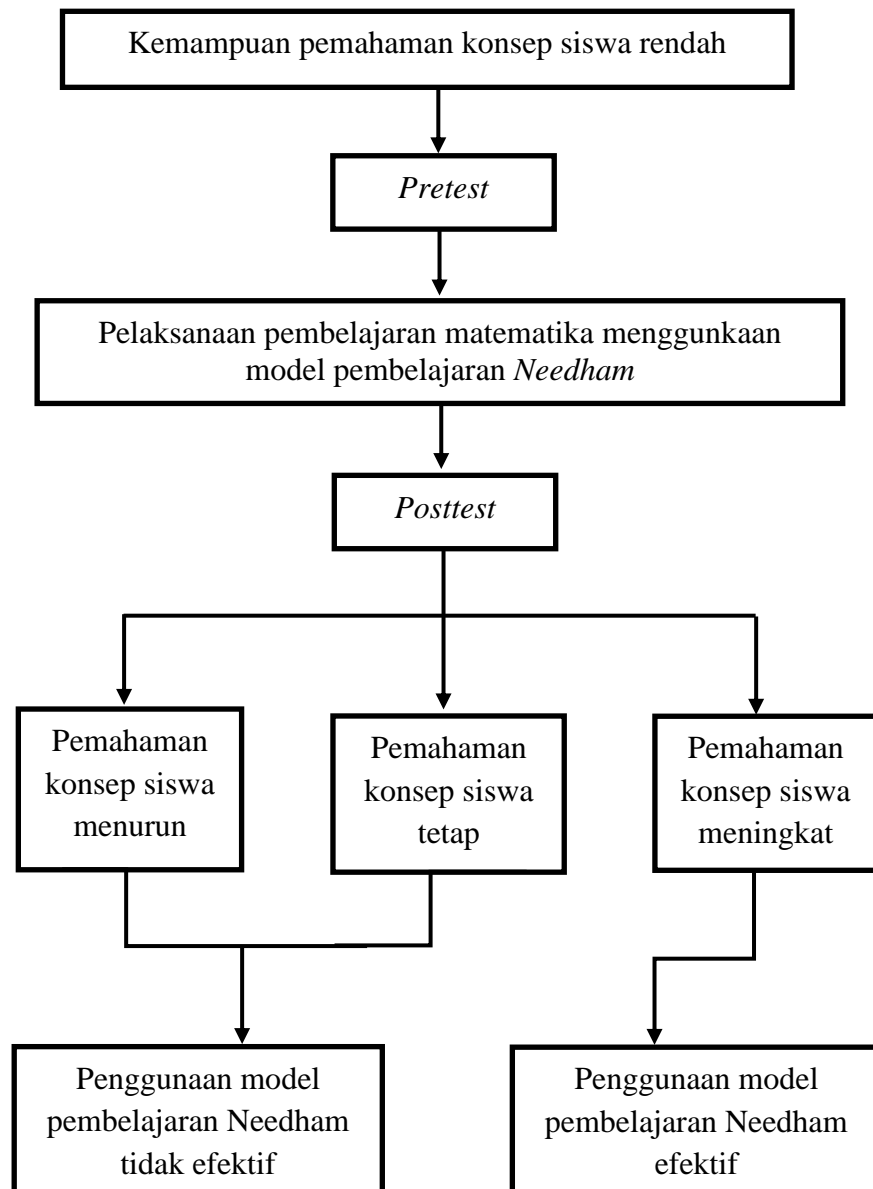 Kemampuan pemahaman konsep siswa rendah
Pretest
Pelaksanaan pembelajaran matematika menggunkaan
model pembelajaran Needham
Posttest
Pemahaman
konsep siswa
menurun
Pemahaman
konsep siswa
tetap
Pemahaman
konsep siswa
meningkat
Penggunaan model
pembelajaran Needham
tidak efektif
Penggunaan model
pembelajaran Needham
efektif